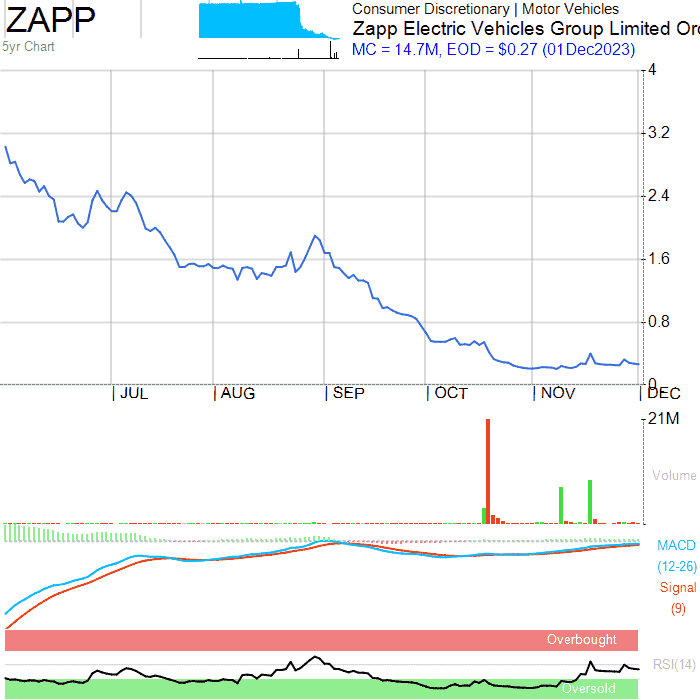 ZAPP
5yr Chart
Consumer Discretionary | Motor Vehicles
Zapp Electric Vehicles Group Limited Orc
MC = 14.7M, EOD = $0.27 (01Dec2023)
4
3.2
2.4
1.6
0.8
0
| JUL | AUG | SEP | OCT | NOV | DEC
21M
Volume
MACD
(12-26)
Signal
(9)
Overbought
RSI(14)
Oversold